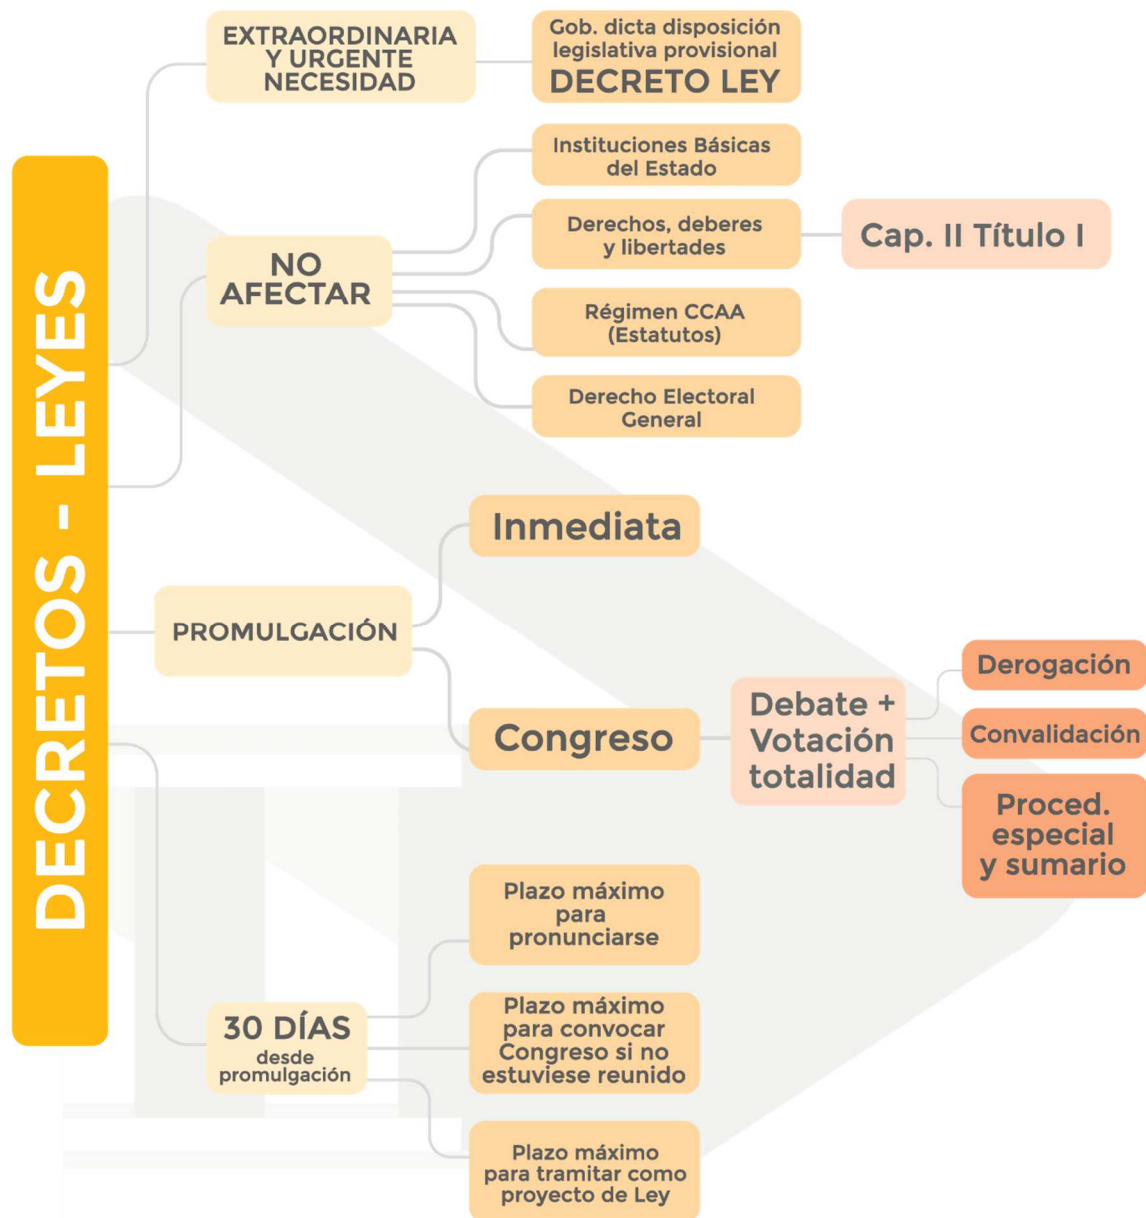 DECRETOS - LEYES
EXTRAORDINARIA
Y URGENTE
NECESIDAD
Gob. dicta disposición
legislativa provisional
DECRETO LEY
NO
AFECTAR
Instituciones Básicas
del Estado
Derechos, deberes
y libertades
Cap. II Título I
Régimen CCAA
(Estatutos)
Derecho Electoral
General
PROMULGACIÓN
Inmediata
Congreso
Debate +
Votación
totalidad
Derogación
Convalidación
Proced.
especial
y sumario
30 DÍAS
desde
promulgación
Plazo máximo
para
pronunciarse
Plazo máximo
para convocar
Congreso si no
estuviese reunido
Plazo máximo
para tramitar como
proyecto de Ley